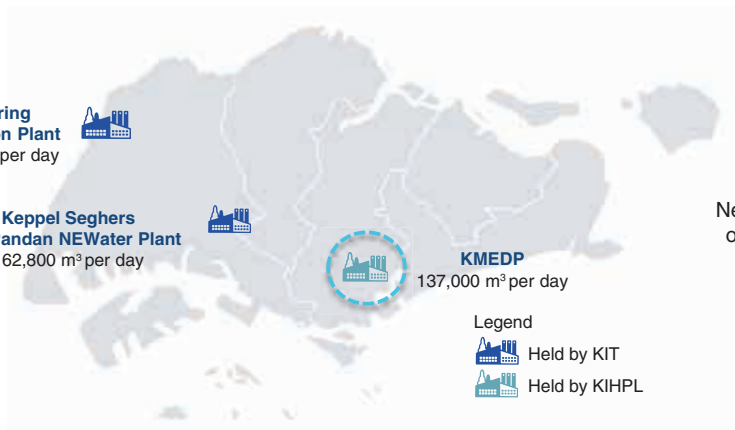 Plant
per day
Keppel Seghers
NEWater Plant
62,800 m³ per day
KMEDP
137,000 m³ per day
Legend
Held by KIT
Held by KIHPL